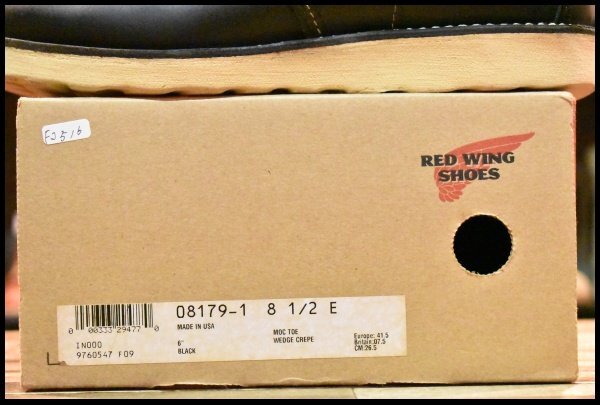 F2516
RED WING
SHOES
08179-1 8 1/2 E
MADE IN USA
MOC TOE
6"
WEDGE CREPE
BLACK
Europe: 41.5
Britain:07.5
CM:26.5
0 00333 29477 0
IN000
9760547 F09